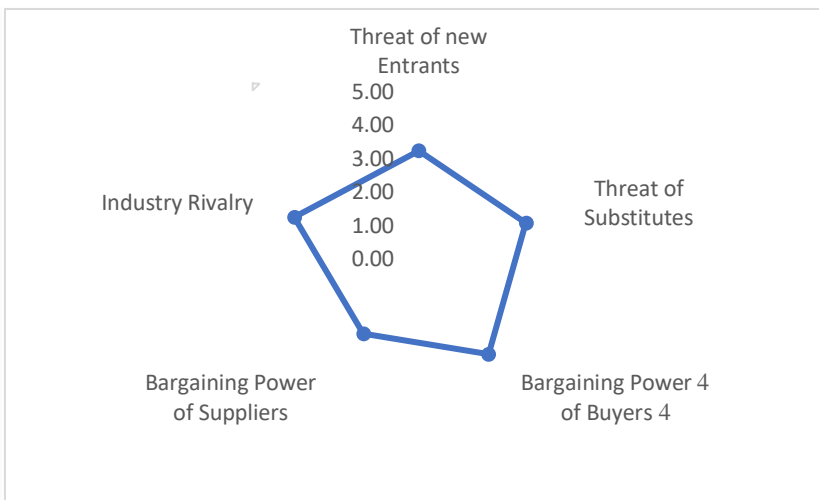 Threat of new
Entrants
5.00
4.00
3.00
2.00
1.00
0.00
Industry Rivalry
Threat of
Substitutes
Bargaining Power
of Suppliers
Bargaining Power 4
of Buyers 4